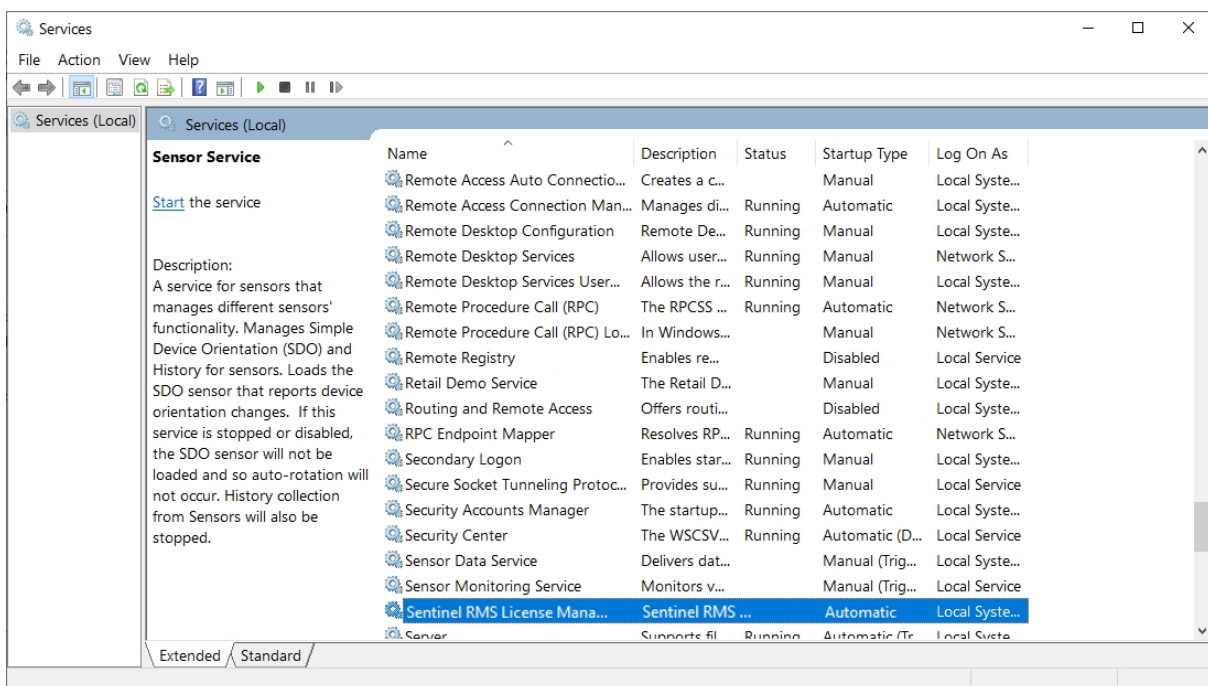 Services
File Action View Help
Services (Local)
Services (Local)
Sensor Service
Start the service
Description:
A service for sensors that
manages different sensors'
functionality. Manages Simple
Device Orientation (SDO) and
History for sensors. Loads the
SDO sensor that reports device
orientation changes. If this
service is stopped or disabled,
the SDO sensor will not be
loaded and so auto-rotation will
not occur. History collection
from Sensors will also be
stopped.
Name Description Status Startup Type Log On As
Remote Access Auto Connectio... Creates a c... Manual Local Syste...
Remote Access Connection Man... Manages di... Running Automatic Local Syste...
Remote Desktop Configuration Remote De... Running Manual Local Syste...
Remote Desktop Services Allows user... Running Manual Network S...
Remote Desktop Services User... Allows the r... Running Manual Local Syste...
Remote Procedure Call (RPC) The RPCSS ... Running Automatic Network S...
Remote Procedure Call (RPC) Lo... In Windows... Manual Network S...
Remote Registry Enables re... Disabled Local Service
Retail Demo Service The Retail D... Manual Local Syste...
Routing and Remote Access Offers routi... Disabled Local Syste...
RPC Endpoint Mapper Resolves RP... Running Automatic Network S...
Secondary Logon Enables star... Running Manual Local Syste...
Secure Socket Tunneling Protoc... Provides su... Running Manual Local Service
Security Accounts Manager The startup... Running Automatic Local Syste...
Security Center The WSCSV... Running Automatic (D... Local Service
Sensor Data Service Delivers dat... Manual (Trig... Local Syste...
Sensor Monitoring Service Monitors v... Manual (Trig... Local Service
Sentinel RMS License Mana... Sentinel RMS ... Automatic Local Syste...
Server Supports fil Running Automatic (Tr Local Syste
Extended Standard